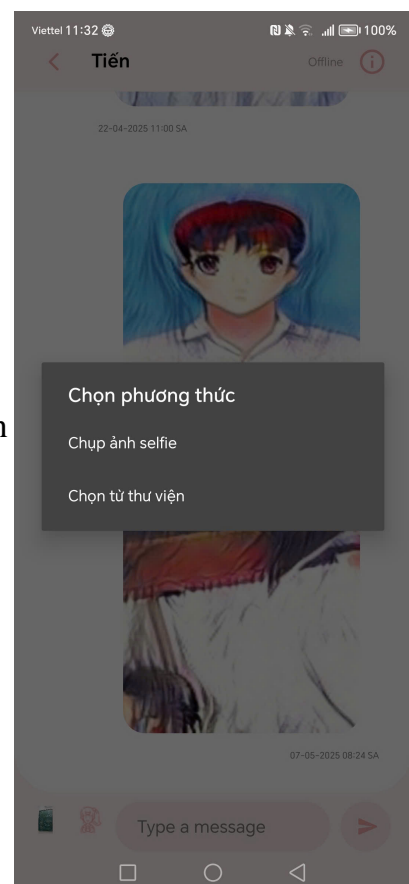 Viettel 11:32 100%
Tiến Offline
22-04-2025 11:00 SA
Chọn phương thức
Chụp ảnh selfie
Chọn từ thư viện
07-05-2025 08:24 SA
Type a message